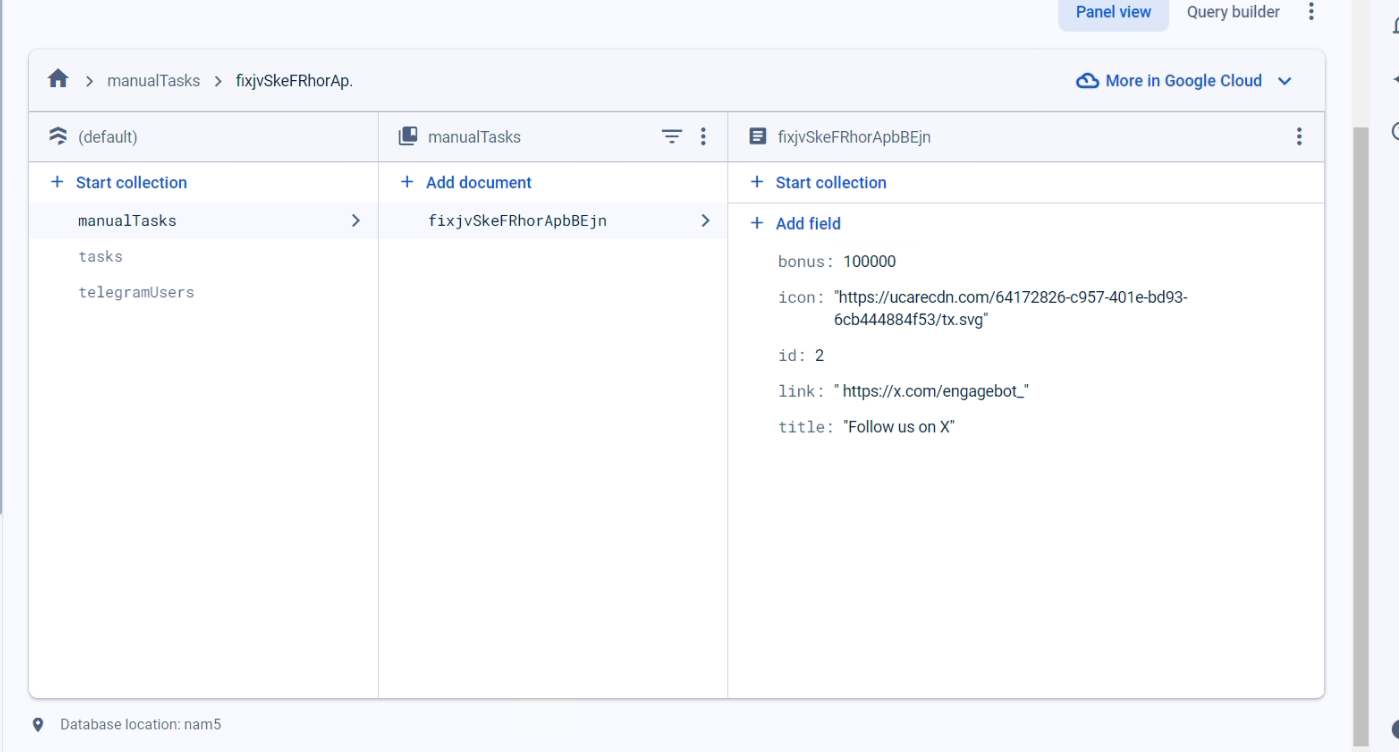 Panel view Query builder
manualTasks fixjvSkeFRhorAp.
More in Google Cloud
(default)
manualTasks
fixjvSkeFRhorApbBEjn
+ Start collection
+ Add document
+ Start collection
manualTasks
fixjvSkeFRhorApbBEjn
+ Add field
tasks
telegramUsers
bonus: 100000
icon: "https://ucarecdn.com/64172826-c957-401e-bd93-
6cb444884f53/tx.svg"
id: 2
link: " https://x.com/engagebot_"
title: "Follow us on X"
Database location: nam5